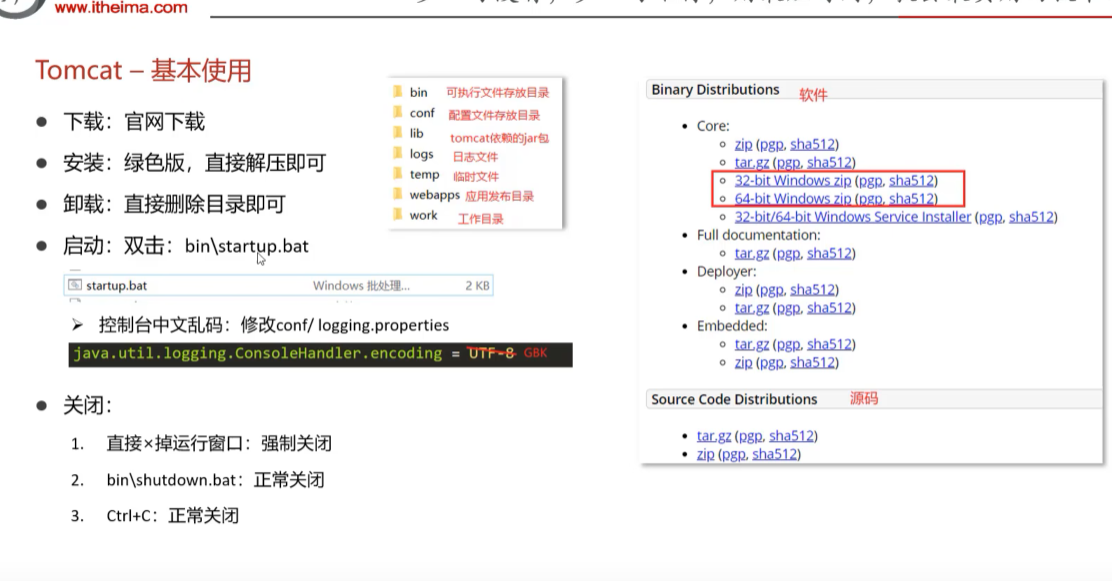 www.itheima.com
Tomcat – 基本使用
● 下载：官网下载
● 安装：绿色版，直接解压即可
● 卸载：直接删除目录即可
● 启动：双击：bin\startup.bat
startup.bat Windows 批处理... 2 KB
➢ 控制台中文乱码：修改conf/ logging.properties
java.util.logging.ConsoleHandler.encoding = UTF-8 GBK
● 关闭：
1. 直接×掉运行窗口：强制关闭
2. bin\shutdown.bat：正常关闭
3. Ctrl+C：正常关闭
bin 可执行文件存放目录
conf 配置文件存放目录
lib tomcat依赖的jar包
logs 日志文件
temp 临时文件
webapps 应用发布目录
work 工作目录
Binary Distributions 软件
• Core:
zip (pgp, sha512)
tar.gz (pgp, sha512)
32-bit Windows zip (pgp, sha512)
64-bit Windows zip (pgp, sha512)
32-bit/64-bit Windows Service Installer (pgp, sha512)
• Full documentation:
tar.gz (pgp, sha512)
• Deployer:
zip (pgp, sha512)
tar.gz (pgp, sha512)
• Embedded:
tar.gz (pgp, sha512)
zip (pgp, sha512)
Source Code Distributions 源码
• tar.gz (pgp, sha512)
• zip (pgp, sha512)